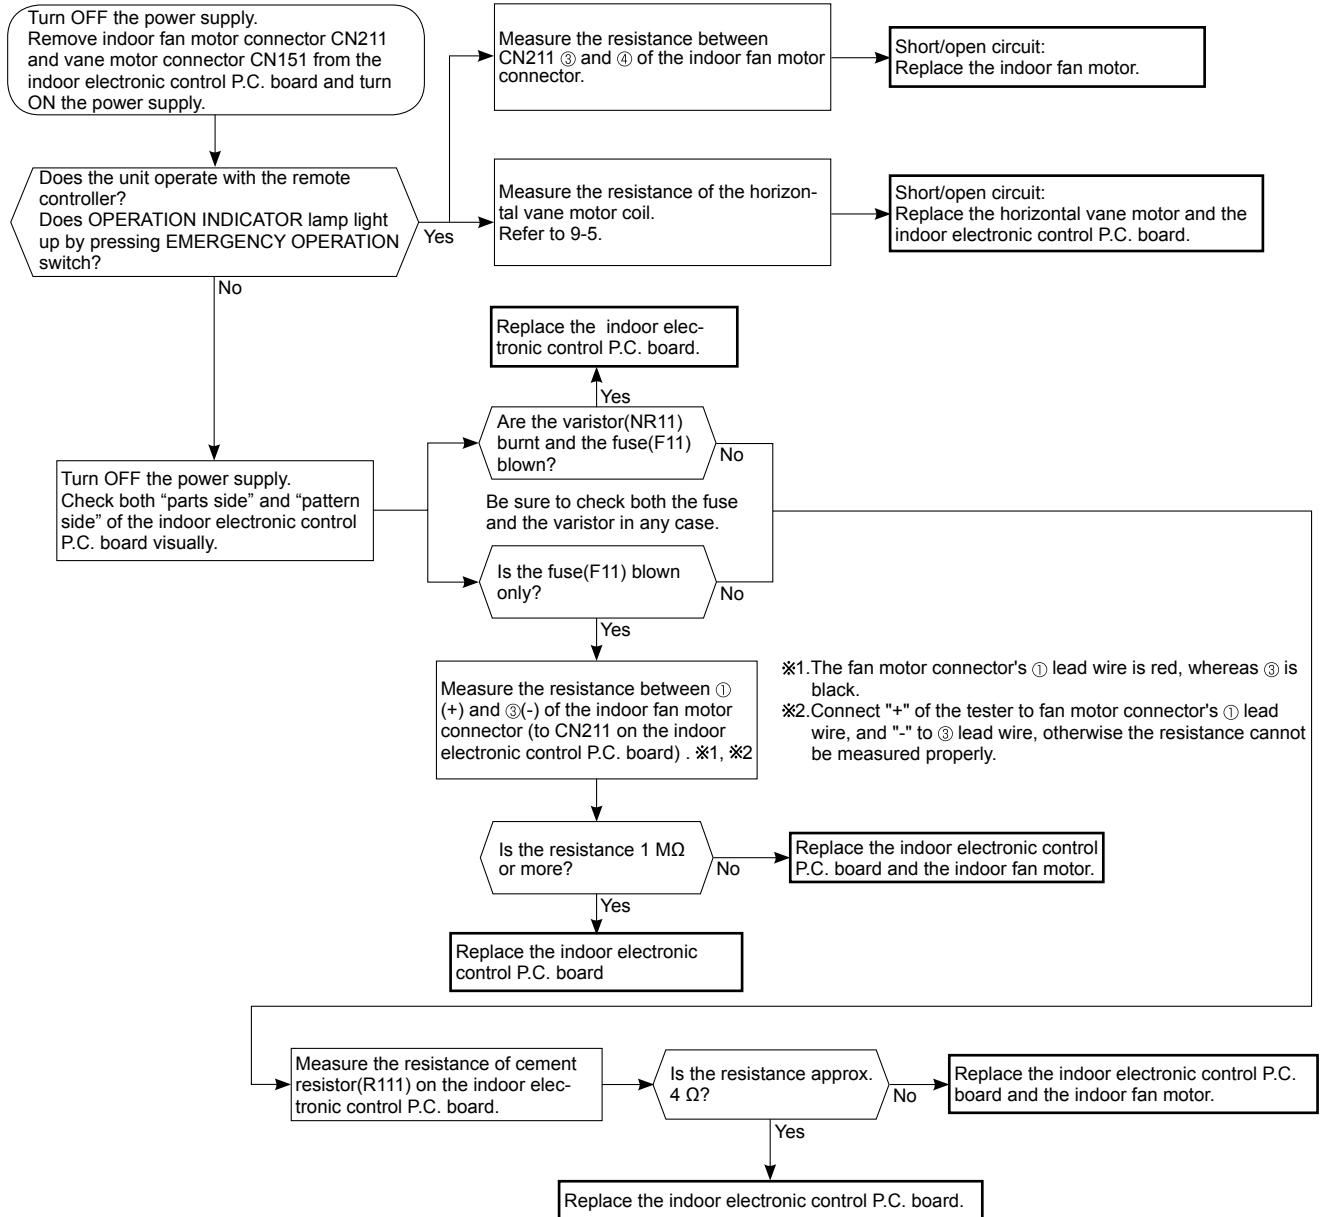 Turn OFF the power supply.
Remove indoor fan motor connector CN211
and vane motor connector CN151 from the
indoor electronic control P.C. board and turn
ON the power supply.
Measure the resistance between
CN211 ③ and ④ of the indoor fan motor
connector.
Short/open circuit:
Replace the indoor fan motor.
Does the unit operate with the remote
controller?
Does OPERATION INDICATOR lamp light
up by pressing EMERGENCY OPERATION
switch?
Yes
Measure the resistance of the horizon-
tal vane motor coil.
Refer to 9-5.
Short/open circuit:
Replace the horizontal vane motor and the
indoor electronic control P.C. board.
No
Replace the  indoor elec-
tronic control P.C. board.
Yes
Are the varistor(NR11)
burnt and the fuse(F11)
blown?
No
Turn OFF the power supply.
Check both “parts side” and “pattern
side” of the indoor electronic control
P.C. board visually.
Be sure to check both the fuse
and the varistor in any case.
Is the fuse(F11) blown
only?
No
Yes
Measure the resistance between ①
(+) and ③(-) of the indoor fan motor
connector (to CN211 on the indoor
electronic control P.C. board) . ※1, ※2
※1.The fan motor connector's ① lead wire is red, whereas ③ is
black.
※2.Connect "+" of the tester to fan motor connector's ① lead
wire, and "-" to ③ lead wire, otherwise the resistance cannot
be measured properly.
Is the resistance 1 MΩ
or more?
No
Replace the indoor electronic control
P.C. board and the indoor fan motor.
Yes
Replace the indoor electronic
control P.C. board
Measure the resistance of cement
resistor(R111) on the indoor elec-
tronic control P.C. board.
Is the resistance approx.
4 Ω?
No
Replace the indoor electronic control P.C.
board and the indoor fan motor.
Yes
Replace the indoor electronic control P.C. board.